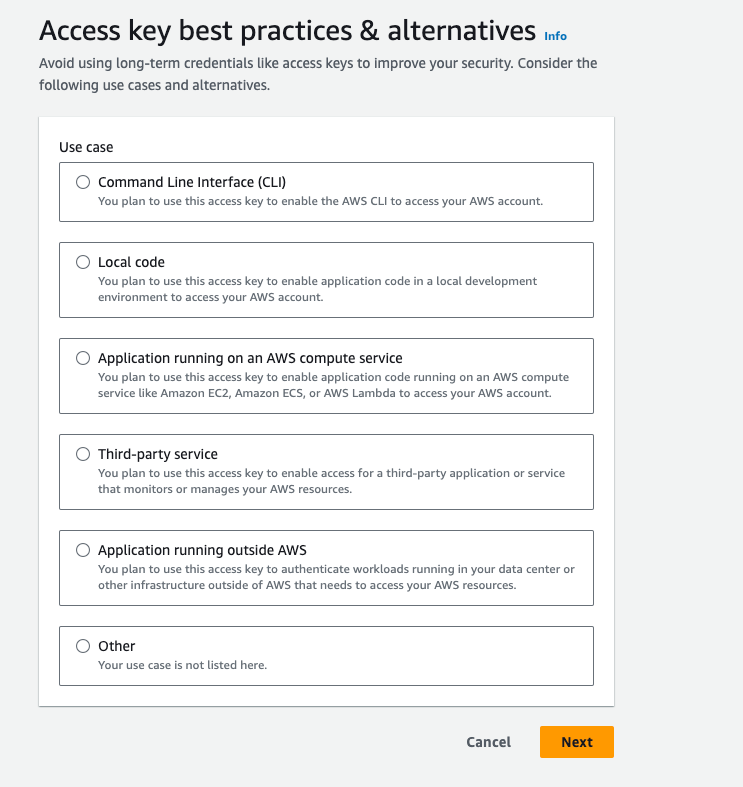 Access key best practices & alternatives Info
Avoid using long-term credentials like access keys to improve your security. Consider the
following use cases and alternatives.
Use case
Command Line Interface (CLI)
You plan to use this access key to enable the AWS CLI to access your AWS account.
Local code
You plan to use this access key to enable application code in a local development
environment to access your AWS account.
Application running on an AWS compute service
You plan to use this access key to enable application code running on an AWS compute
service like Amazon EC2, Amazon ECS, or AWS Lambda to access your AWS account.
Third-party service
You plan to use this access key to enable access for a third-party application or service
that monitors or manages your AWS resources.
Application running outside AWS
You plan to use this access key to authenticate workloads running in your data center or
other infrastructure outside of AWS that needs to access your AWS resources.
Other
Your use case is not listed here.
Cancel Next